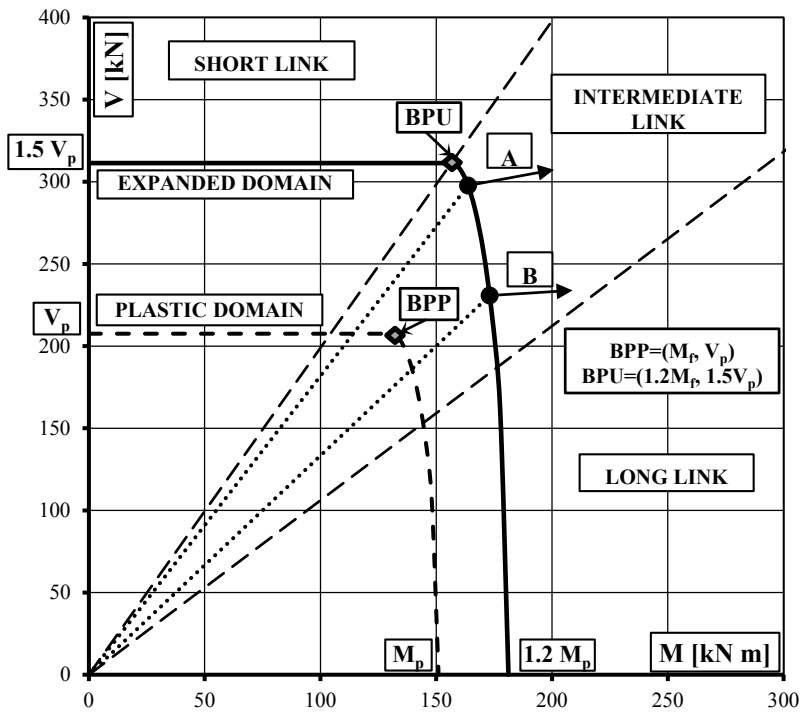 400
V [kN]
SHORT LINK
350
INTERMEDIATE
LINK
BPU
1.5 Vp
A
300
EXPANDED DOMAIN
250
B
PLASTIC DOMAIN
BPP
Vp
200
BPP=(Mf, Vp)
BPU=(1.2Mf, 1.5Vp)
150
LONG LINK
100
50
Mp
1.2 Mp
M [kN m]
0
0
50
100
150
200
250
300